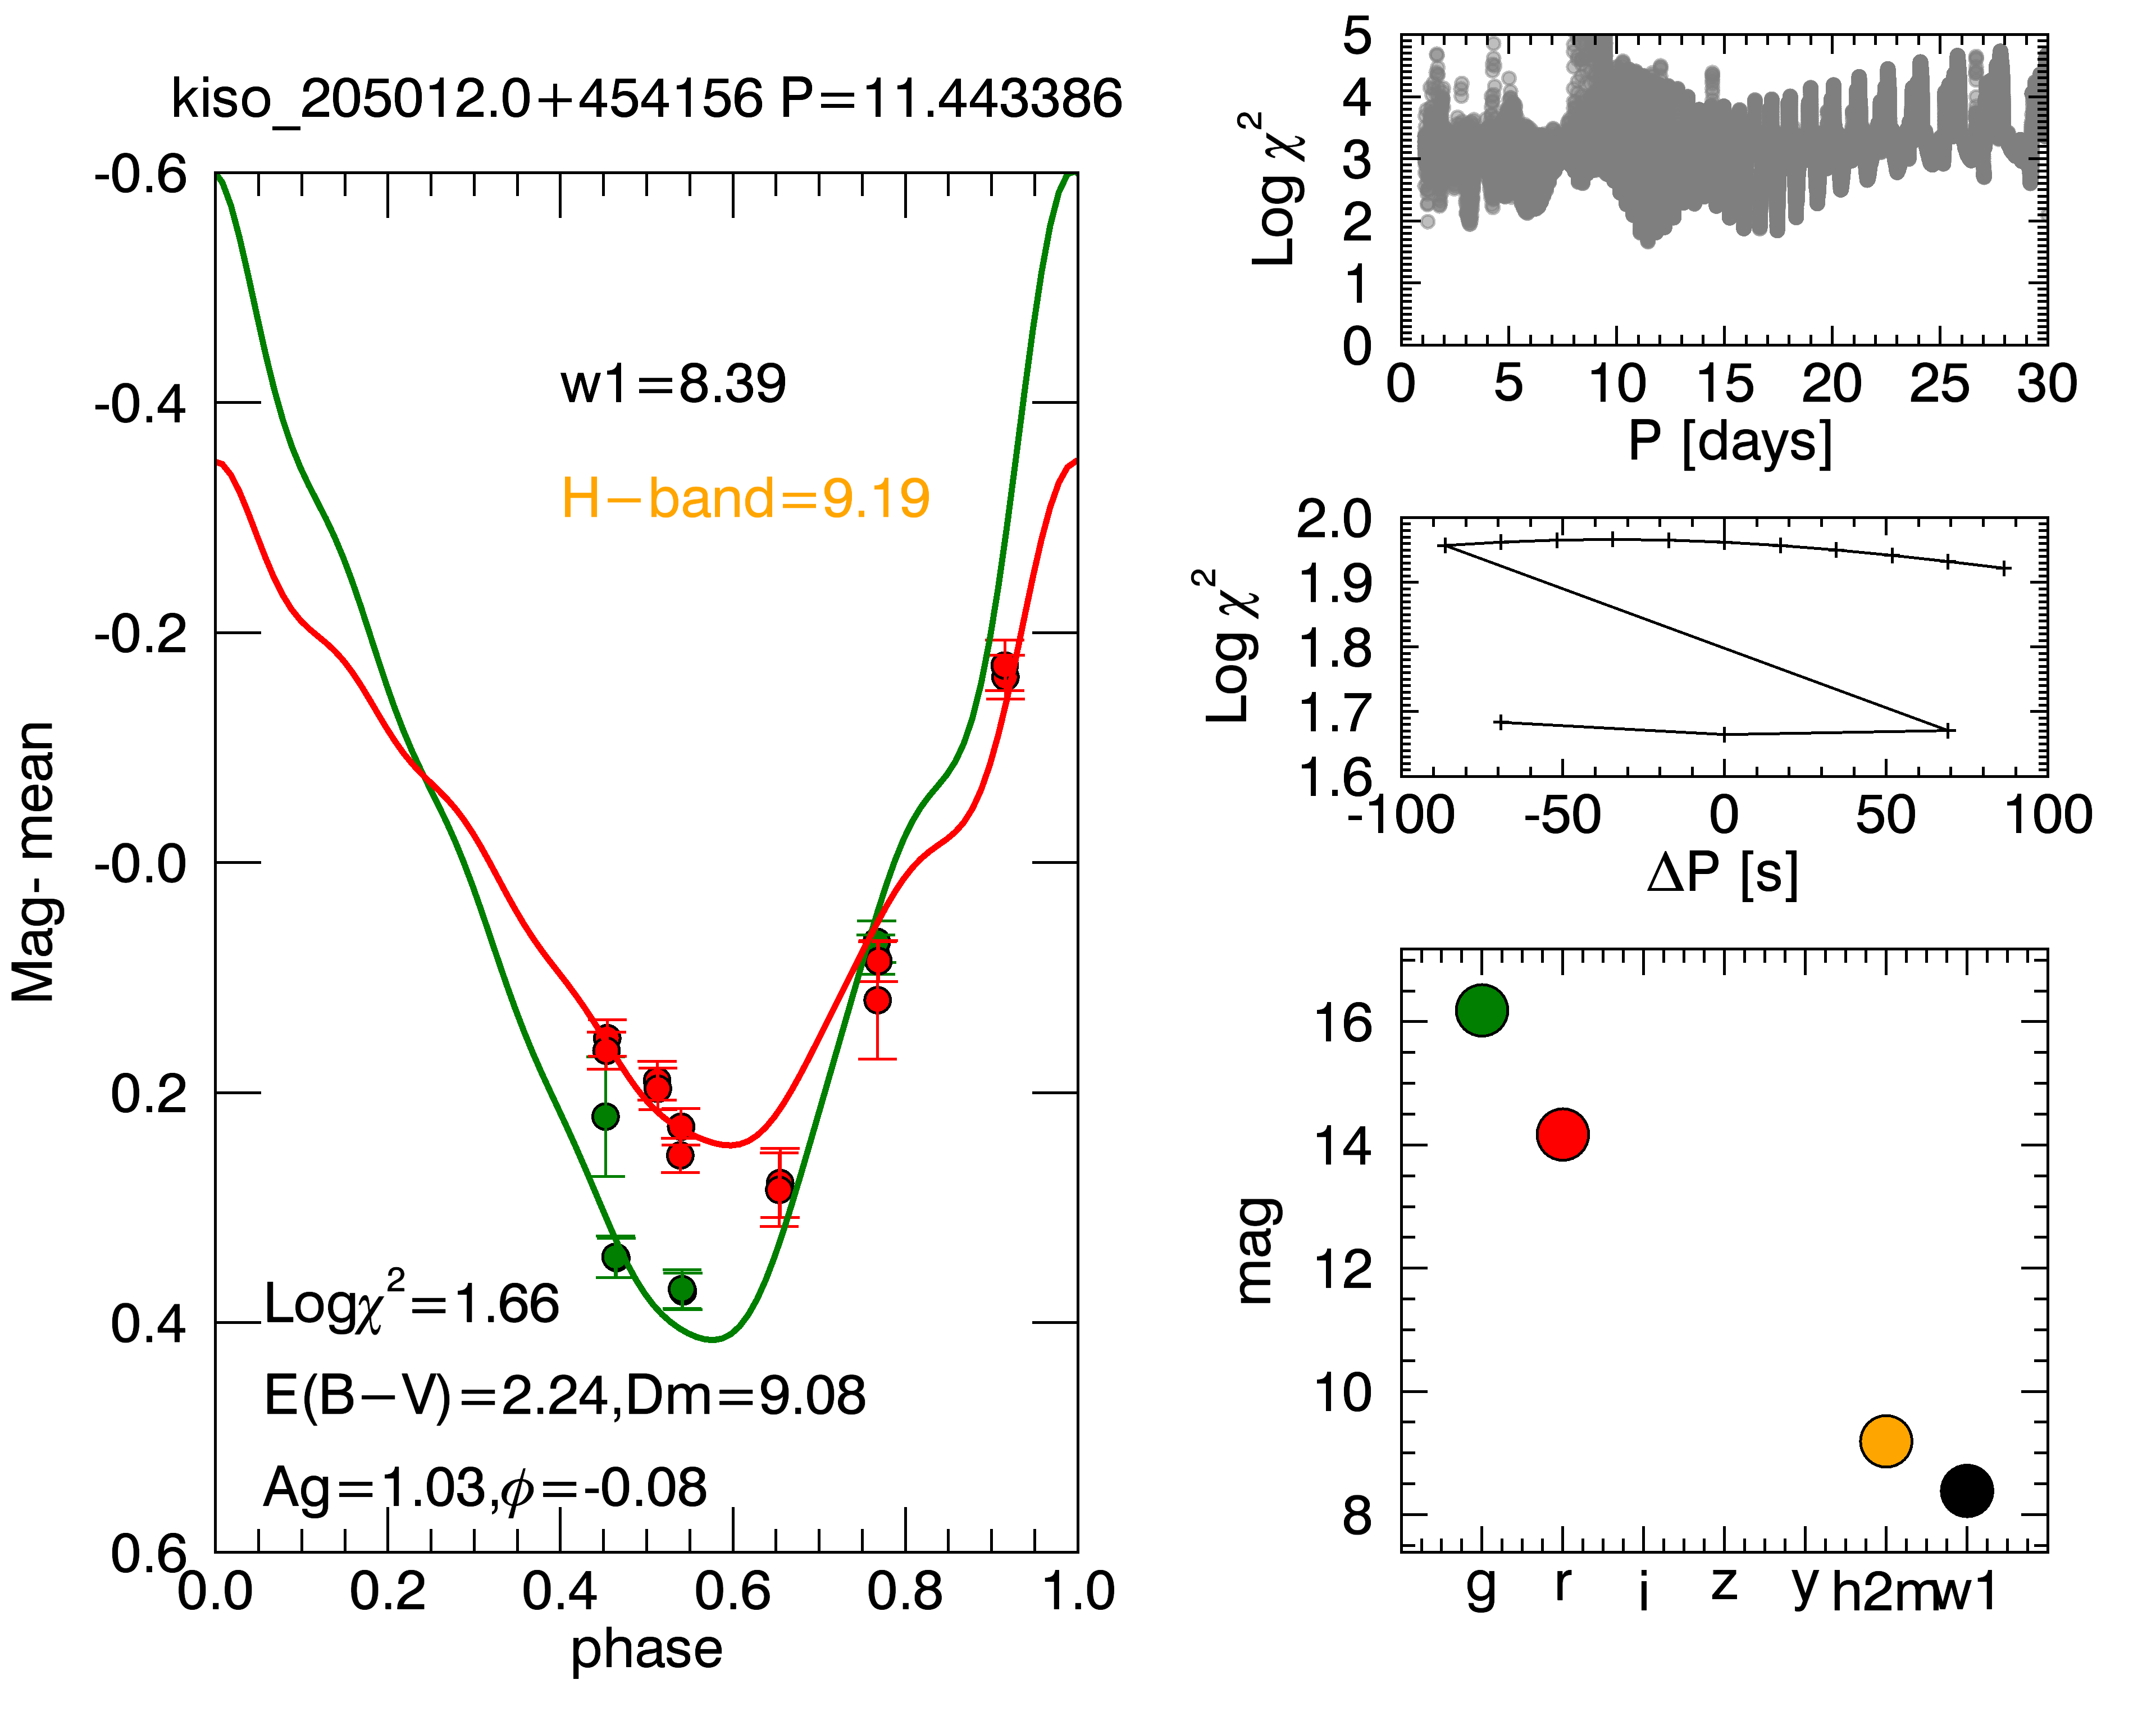 kiso_205012.0+454156 P=11.443386
-0.6
-0.4
-0.2
-0.0
0.2
0.4
0.6
Mag- mean
w1=8.39
H−band=9.19
Logχ²=1.66
E(B−V)=2.24,Dm=9.08
Ag=1.03,ϕ=-0.08
0.0 0.2 0.4 0.6 0.8 1.0
phase
5
4
3
2
1
0
Log χ²
0 5 10 15 20 25 30
P [days]
2.0
1.9
1.8
1.7
1.6
Log χ²
-100 -50 0 50 100
ΔP [s]
16
14
12
10
8
mag
g r i z y h2m w1